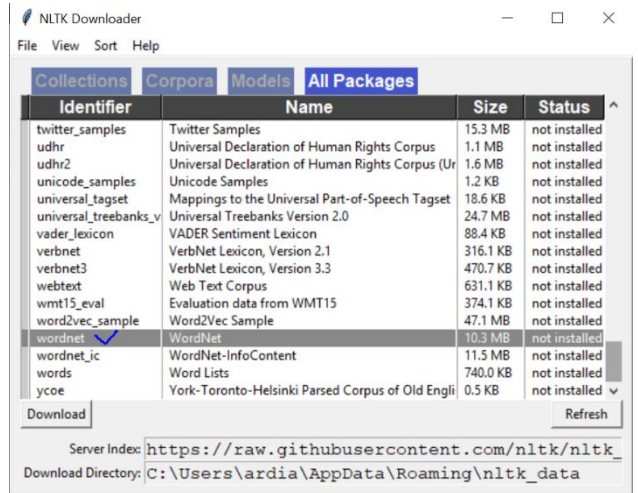 NLTK Downloader
File View Sort Help
Collections Corpora Models All Packages
Identifier Name Size Status
twitter_samples Twitter Samples 15.3 MB not installed
udhr Universal Declaration of Human Rights Corpus 1.1 MB not installed
udhr2 Universal Declaration of Human Rights Corpus (Ur 1.6 MB not installed
unicode_samples Unicode Samples 1.2 KB not installed
universal_tagset Mappings to the Universal Part-of-Speech Tagset 18.6 KB not installed
universal_treebanks_v Universal Treebanks Version 2.0 24.7 MB not installed
vader_lexicon VADER Sentiment Lexicon 88.4 KB not installed
verbnet VerbNet Lexicon, Version 2.1 316.1 KB not installed
verbnet3 VerbNet Lexicon, Version 3.3 470.7 KB not installed
webtext Web Text Corpus 631.1 KB not installed
wmt15_eval Evaluation data from WMT15 374.1 KB not installed
word2vec_sample Word2Vec Sample 47.1 MB not installed
wordnet WordNet 10.3 MB not installed
wordnet_ic WordNet-InfoContent 11.5 MB not installed
words Word Lists 740.0 KB not installed
ycoe York-Toronto-Helsinki Parsed Corpus of Old Engli 0.5 KB not installed
Download Refresh
Server Index: https://raw.githubusercontent.com/nltk/nltk_
Download Directory: C:\Users\ardia\AppData\Roaming\nltk_data